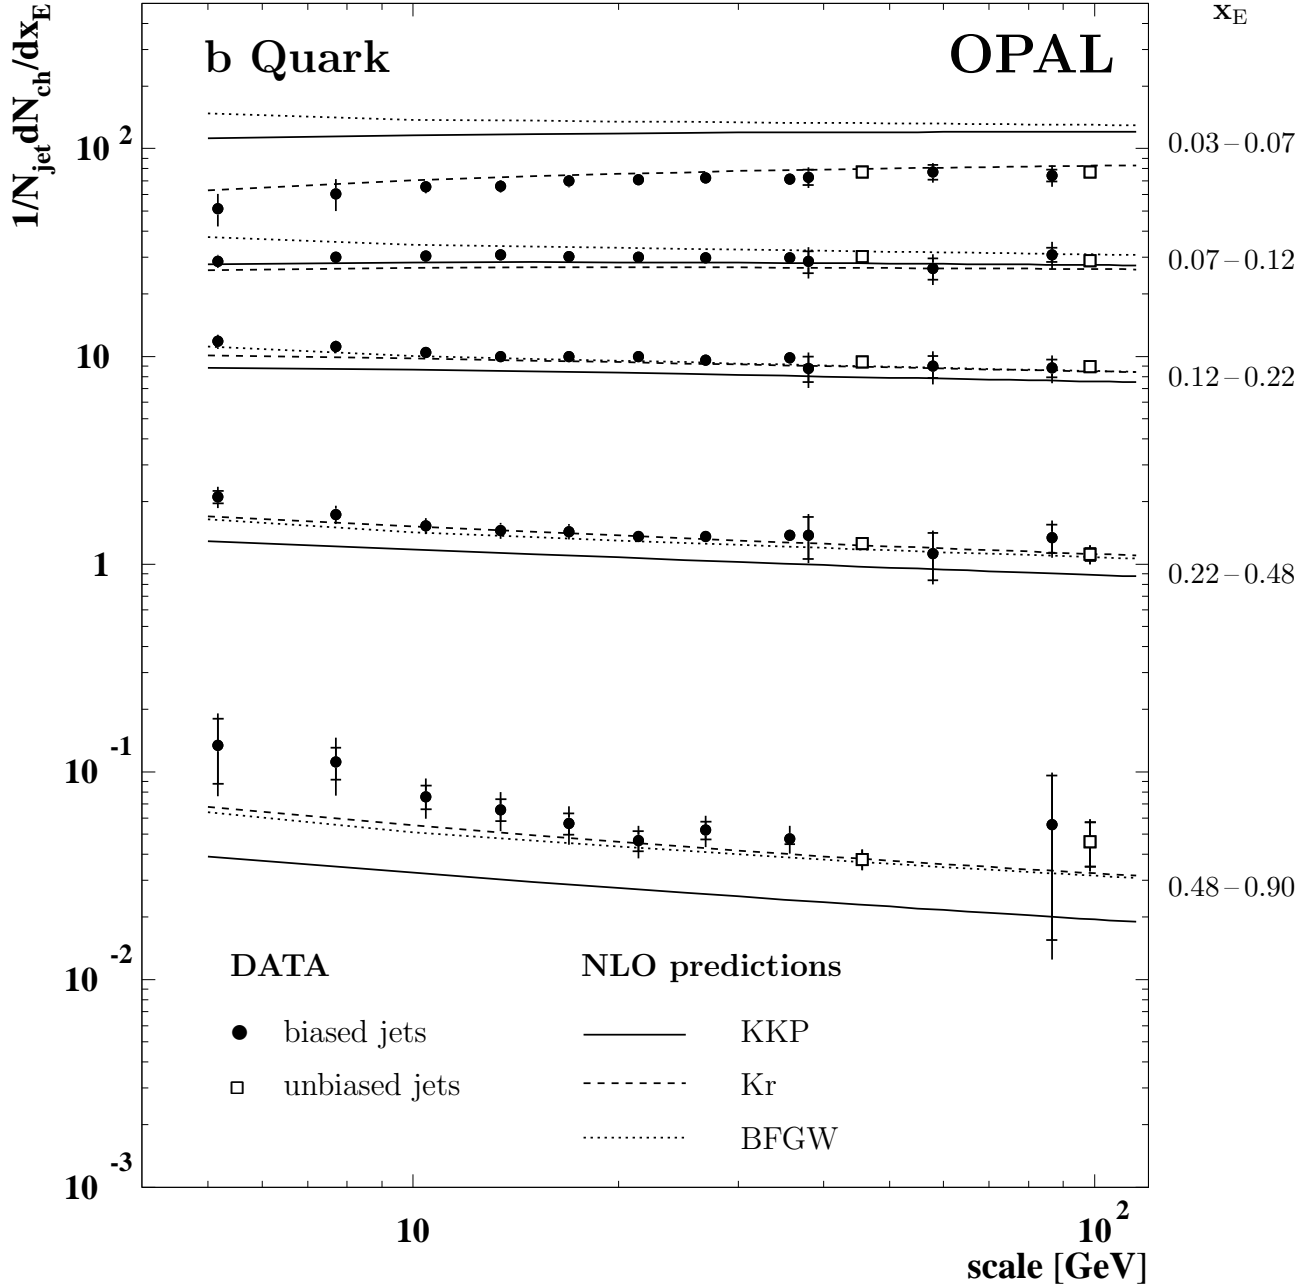 x_E
1/N_jet dN_ch/dx_E
b Quark
OPAL
10^2
0.03–0.07
0.07–0.12
10
0.12–0.22
1
0.22–0.48
10^-1
0.48–0.90
10^-2
DATA
NLO predictions
biased jets
KKP
unbiased jets
Kr
BFGW
10^-3
10
10^2
scale [GeV]